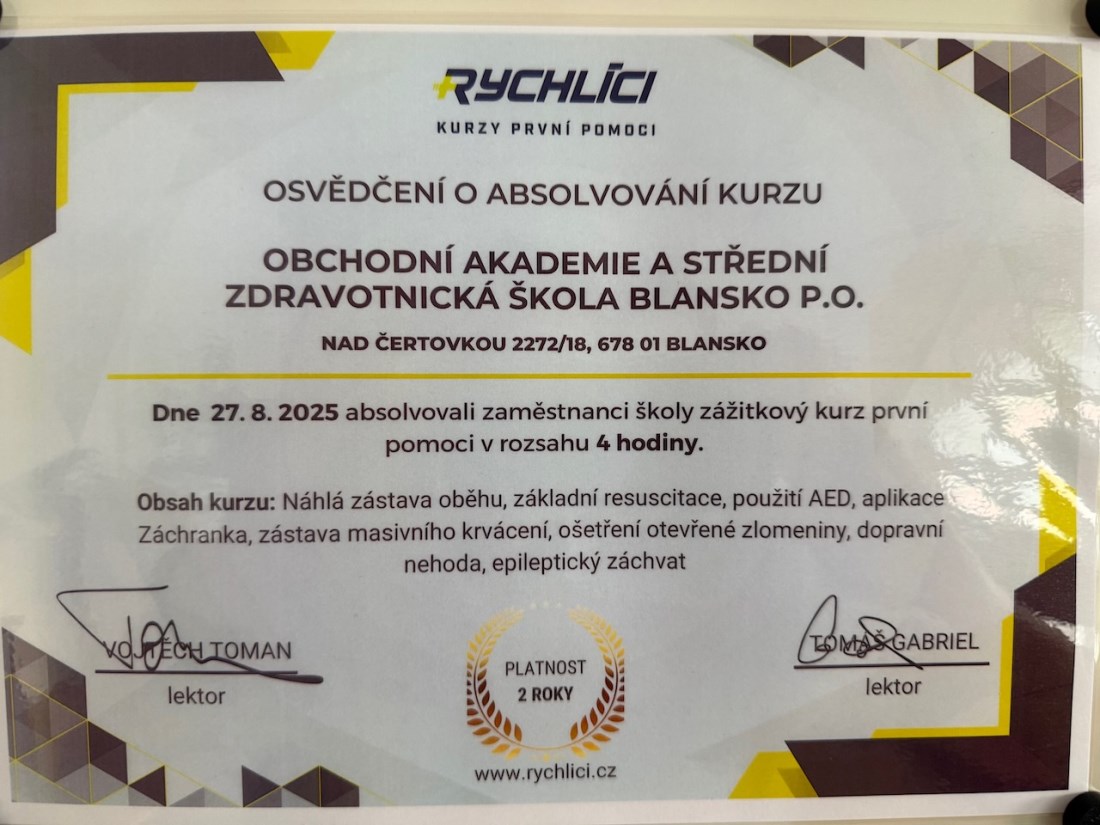 RYCHLÍCI
KURZY PRVNÍ POMOCI
OSVĚDČENÍ O ABSOLVOVÁNÍ KURZU
OBCHODNÍ AKADEMIE A STŘEDNÍ
ZDRAVOTNICKÁ ŠKOLA BLANSKO P.O.
NAD ČERTOVKOU 2272/18, 678 01 BLANSKO
Dne 27. 8. 2025 absolvovali zaměstnanci školy zážitkový kurz první
pomoci v rozsahu 4 hodiny.
Obsah kurzu: Náhlá zástava oběhu, základní resuscitace, použití AED, aplikace
Záchranka, zástava masivního krvácení, ošetření otevřené zlomeniny, dopravní
nehoda, epileptický záchvat
VOJTĚCH TOMAN
lektor
PLATNOST
2 ROKY
TOMÁŠ GABRIEL
lektor
www.rychlici.cz